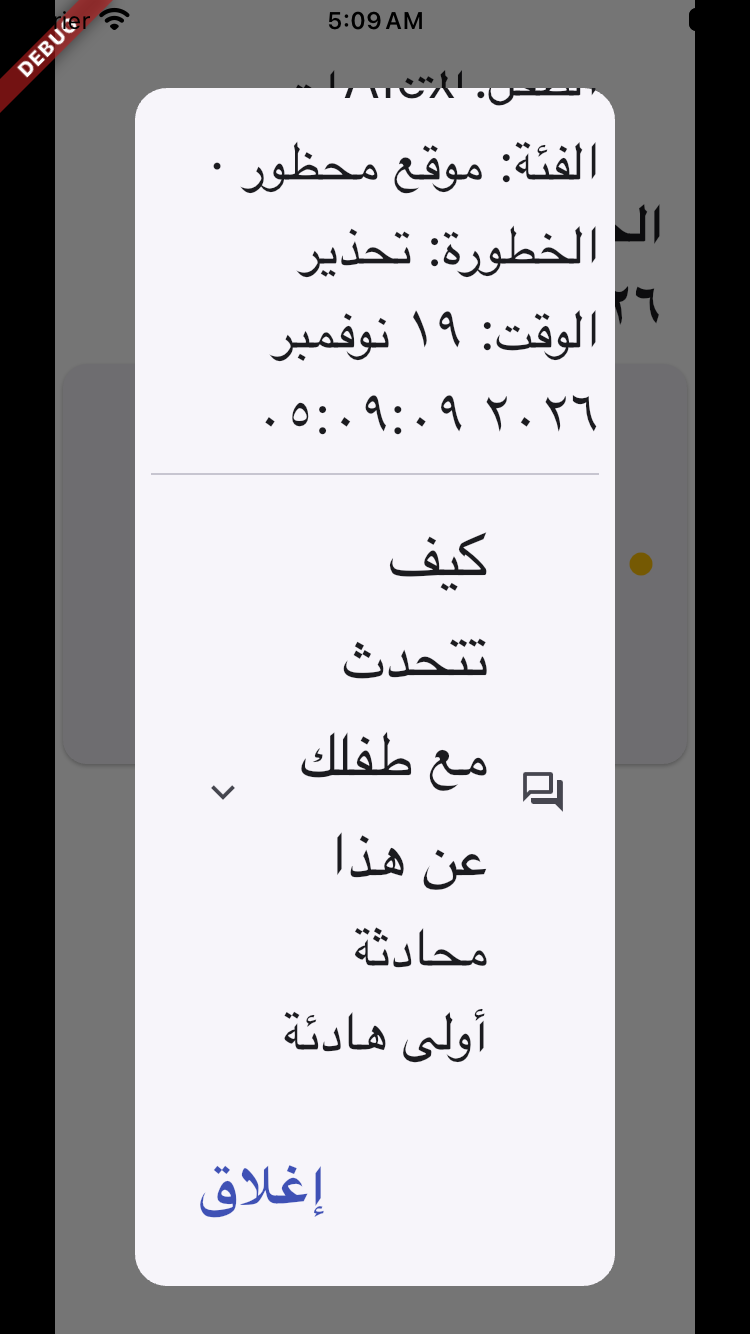 5:09 AM
DEBUG
الفئة: موقع محظور ·
الخطورة: تحذير
الوقت: ١٩ نوفمبر
٢٠٢٦ ٠٥:٠٩:٠٩
كيف
تتحدث
مع طفلك
عن هذا
محادثة
أولى هادئة
إغلاق